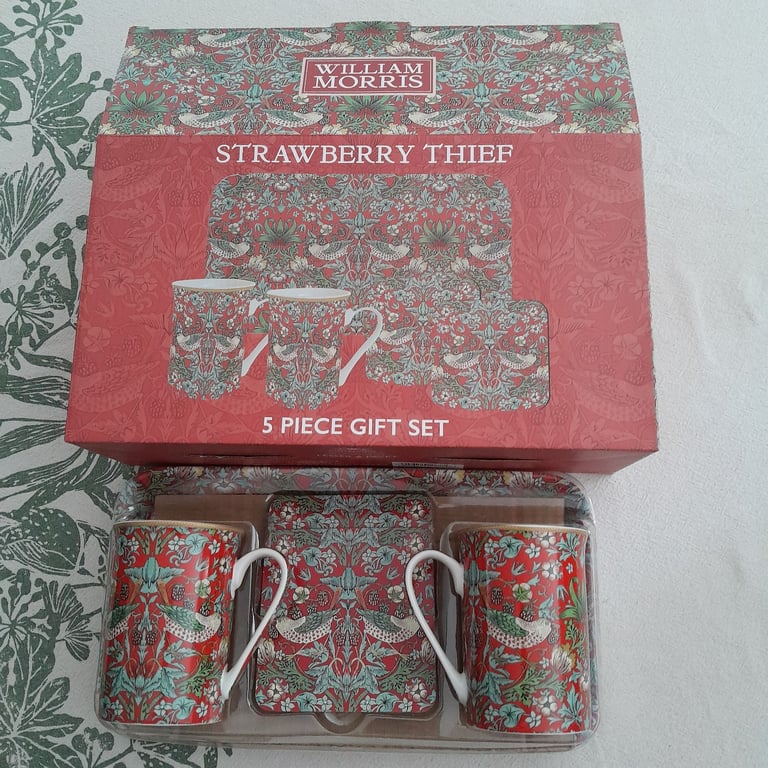 WILLIAM
MORRIS
STRAWBERRY THIEF
5 PIECE GIFT SET